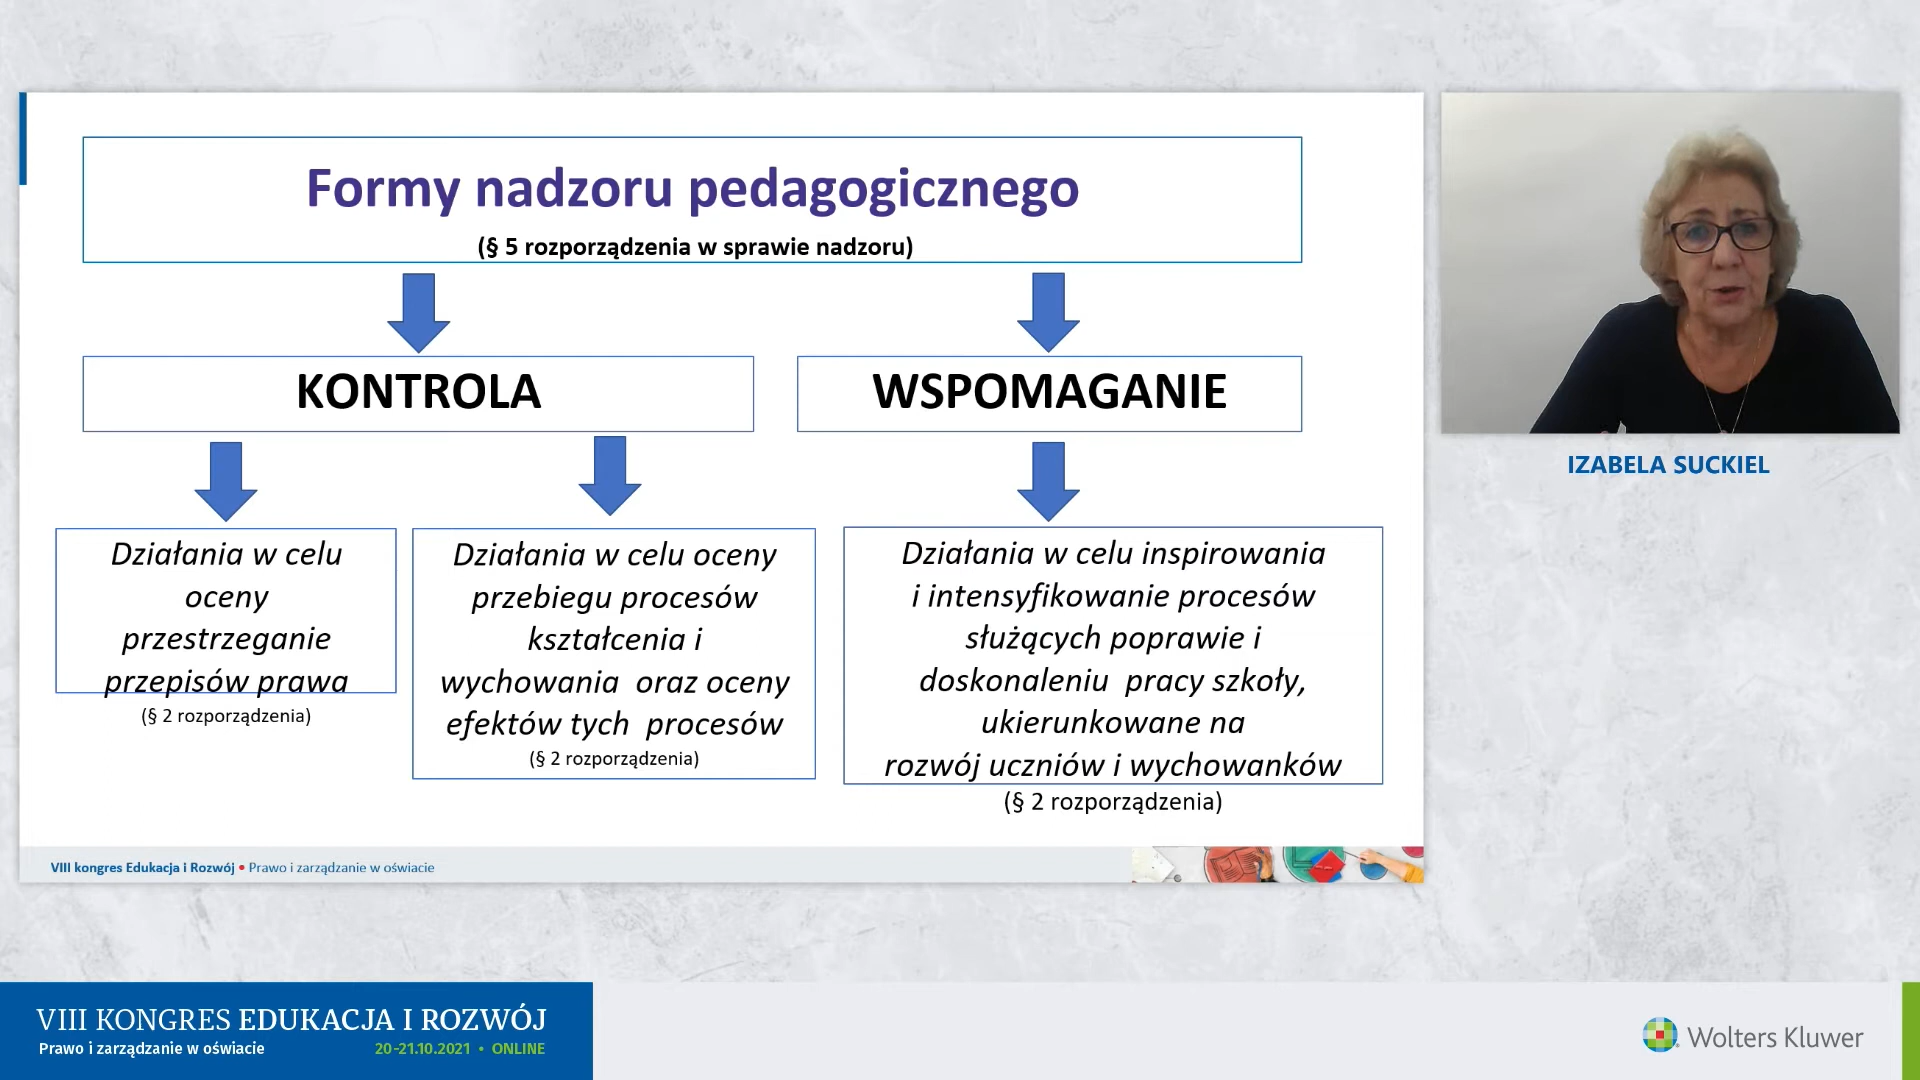 Formy nadzoru pedagogicznego
(§ 5 rozporządzenia w sprawie nadzoru)
KONTROLA
WSPOMAGANIE
Działania w celu
oceny
przestrzeganie
przepisów prawa
(§ 2 rozporządzenia)
Działania w celu oceny
przebiegu procesów
kształcenia i
wychowania oraz oceny
efektów tych procesów
(§ 2 rozporządzenia)
Działania w celu inspirowania
i intensyfikowanie procesów
służących poprawie i
doskonaleniu pracy szkoły,
ukierunkowane na
rozwój uczniów i wychowanków
(§ 2 rozporządzenia)
VIII kongres Edukacja i Rozwój • Prawo i zarządzanie w oświacie
IZABELA SUCKIEL
VIII KONGRES EDUKACJA I ROZWÓJ
Prawo i zarządzanie w oświacie 20-21.10.2021 • ONLINE
Wolters Kluwer